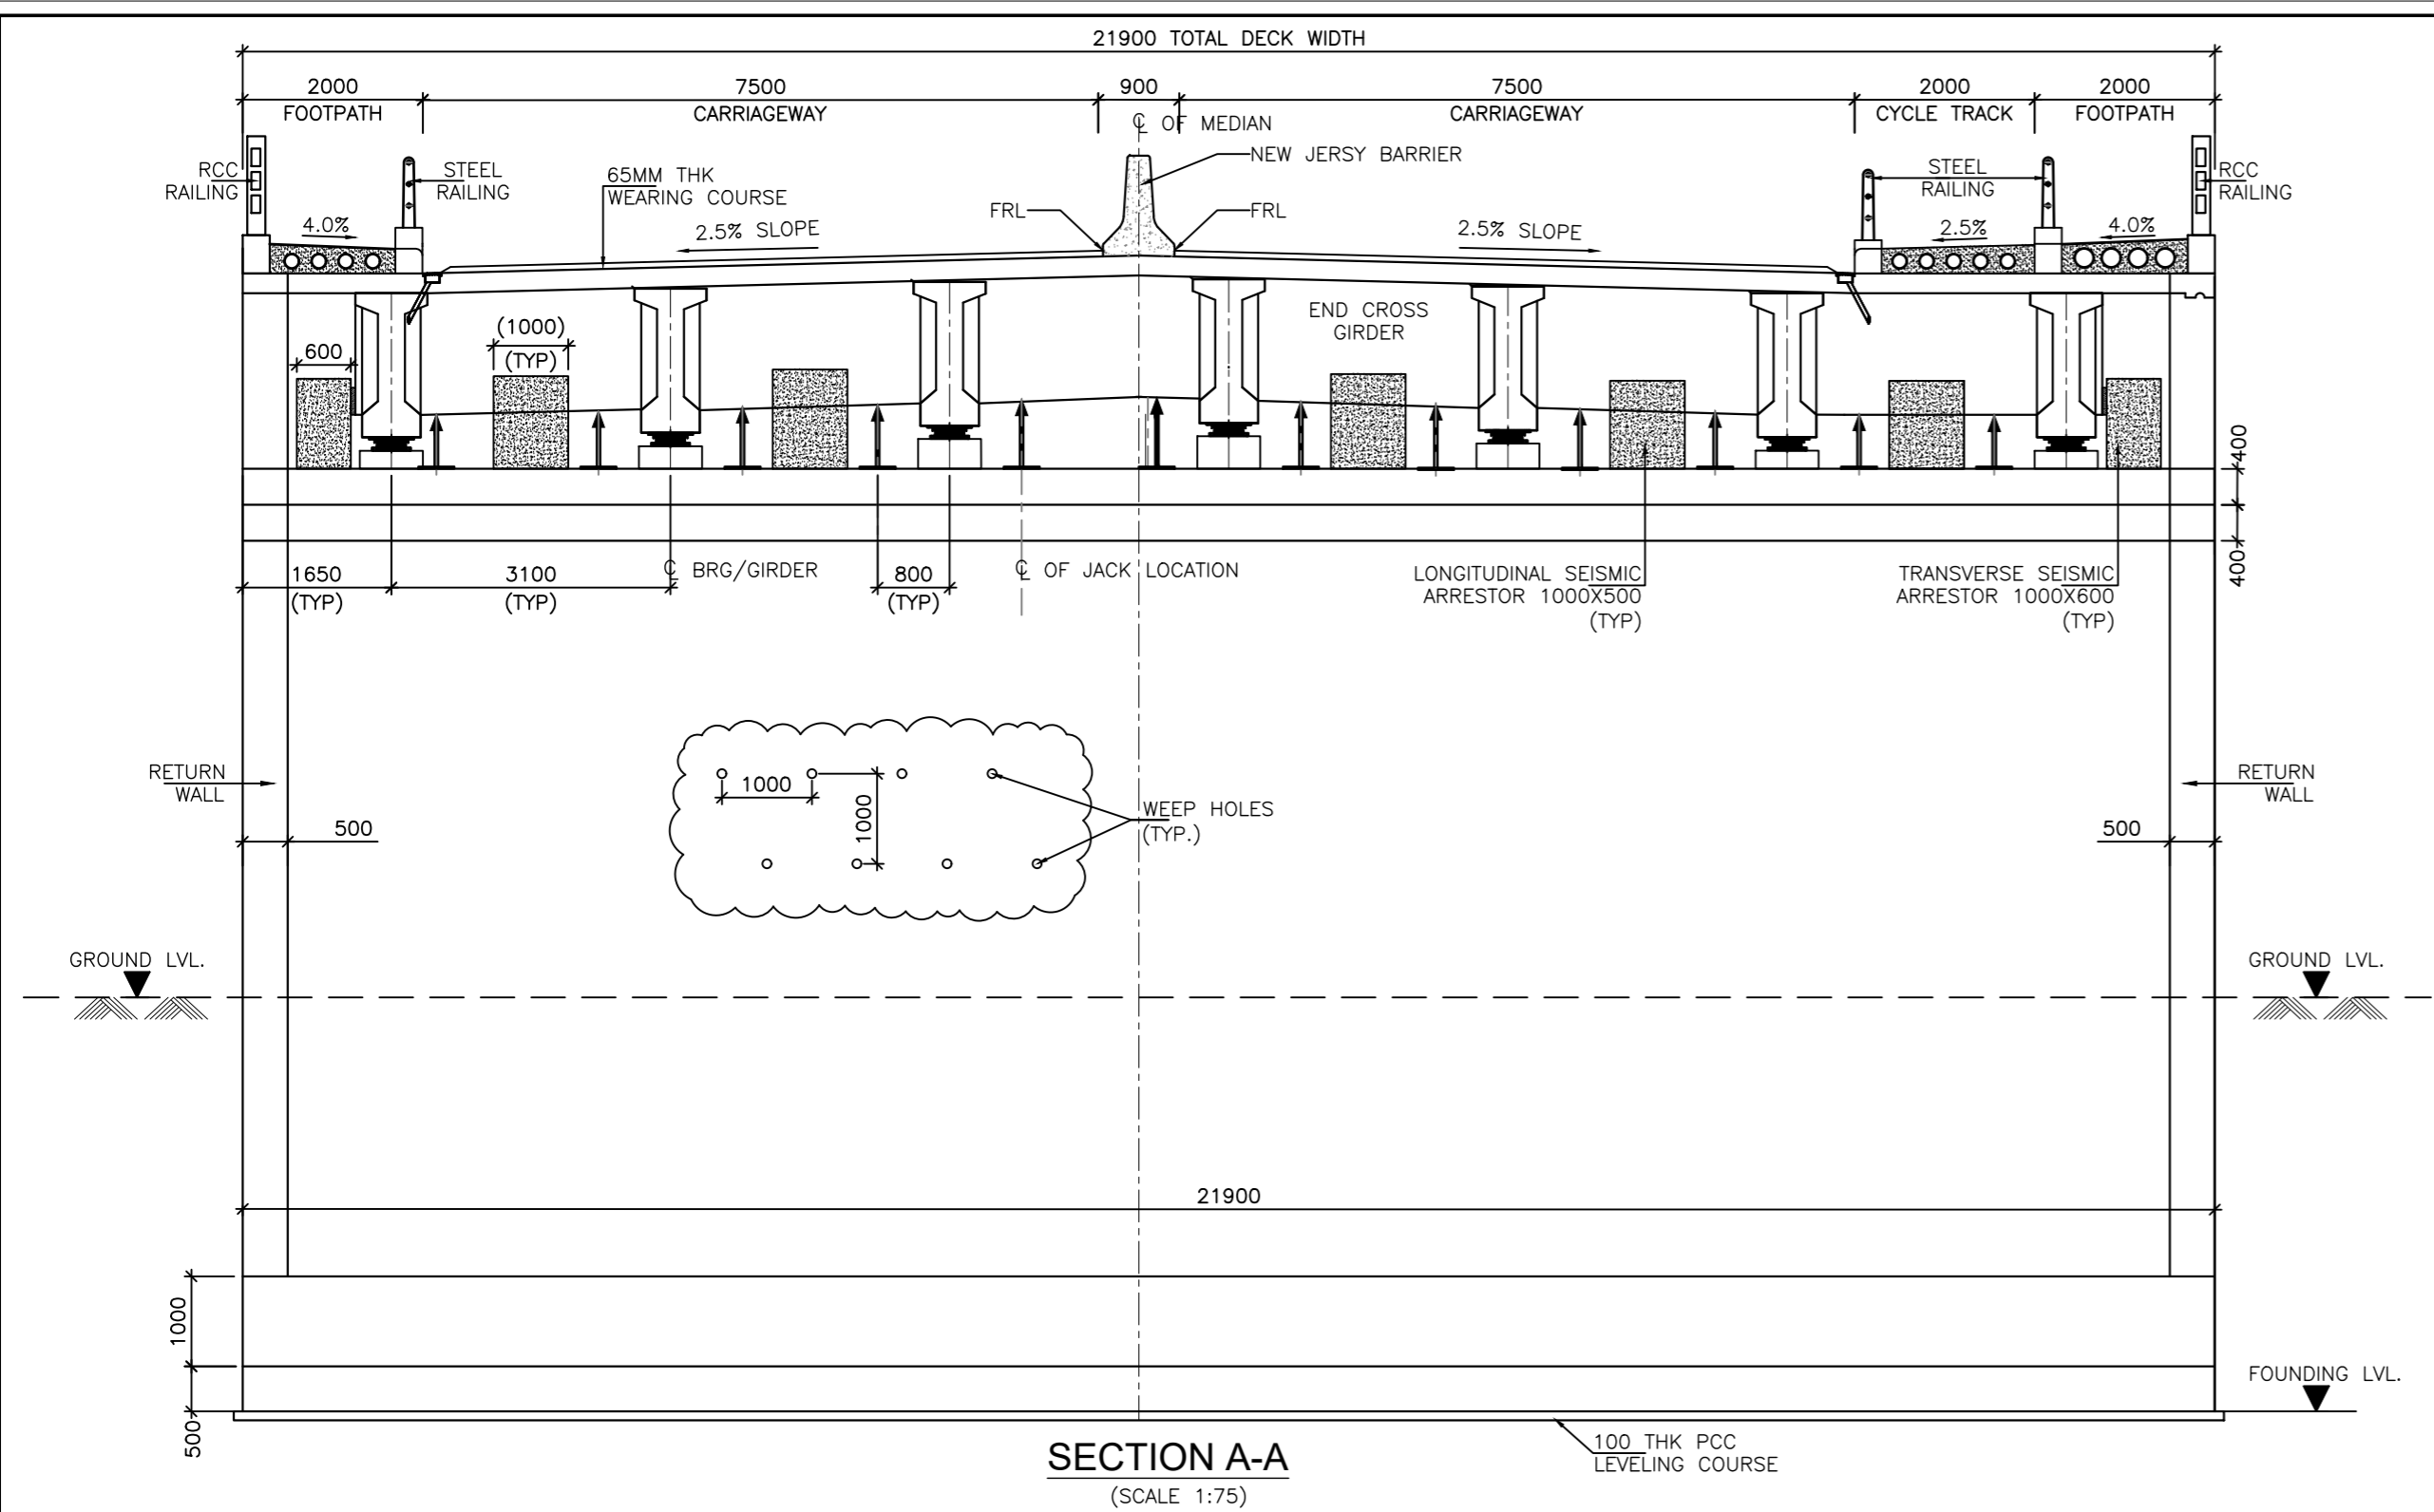 21900 TOTAL DECK WIDTH
2000
7500
900
7500
2000
2000
FOOTPATH
CARRIAGEWAY
CARRIAGEWAY
CYCLE TRACK
FOOTPATH
℄ OF MEDIAN
NEW JERSY BARRIER
RCC
RAILING
STEEL
RAILING
65MM THK
WEARING COURSE
STEEL
RAILING
RCC
RAILING
FRL
FRL
4.0%
2.5% SLOPE
2.5% SLOPE
2.5%
4.0%
END CROSS
GIRDER
600
(1000)
(TYP)
400
400
1650
(TYP)
3100
(TYP)
℄ BRG/GIRDER
800
(TYP)
℄ OF JACK LOCATION
LONGITUDINAL SEISMIC
ARRESTOR 1000X500
(TYP)
TRANSVERSE SEISMIC
ARRESTOR 1000X600
(TYP)
RETURN
WALL
1000
1000
WEEP HOLES
(TYP.)
RETURN
WALL
500
500
GROUND LVL.
GROUND LVL.
21900
1000
500
FOUNDING LVL.
100 THK PCC
LEVELING COURSE
SECTION A-A
(SCALE 1:75)